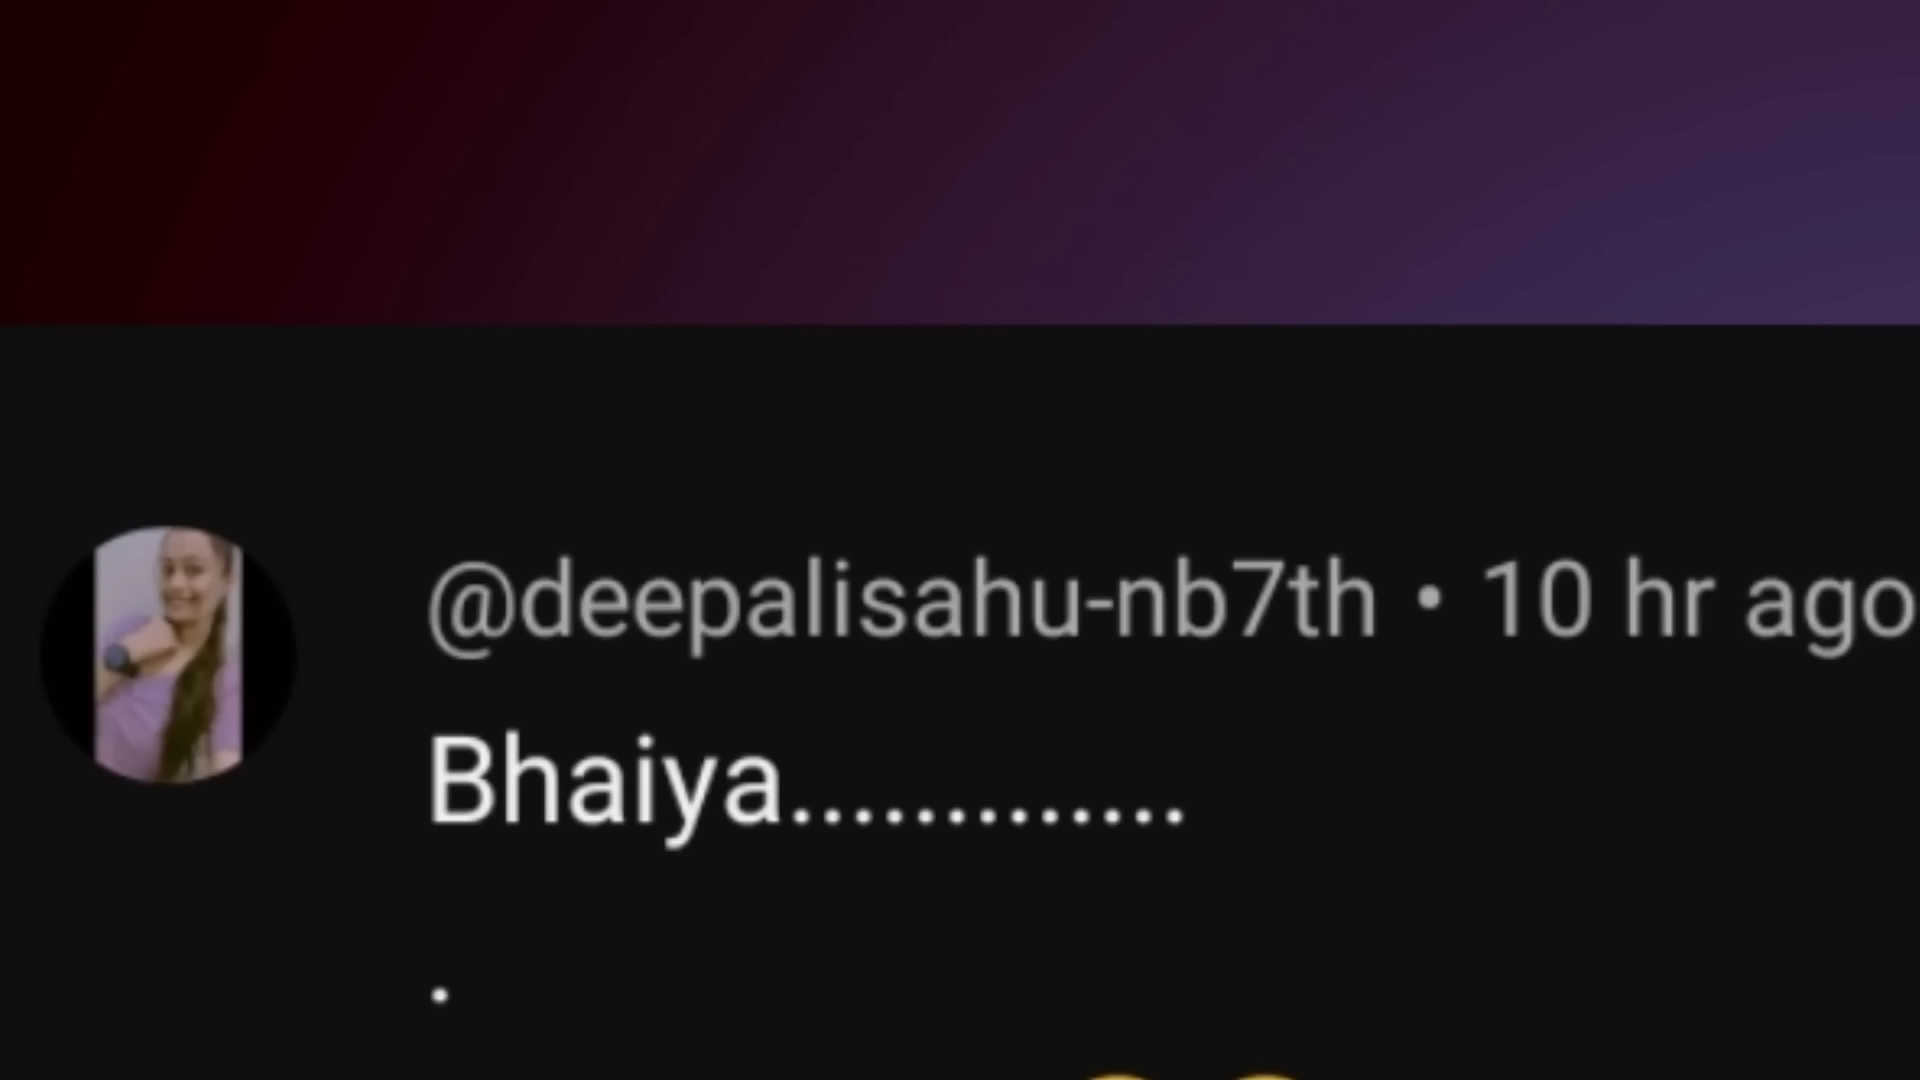 @deepalisahu-nb7th • 10 hr ago
Bhaiya.............
.